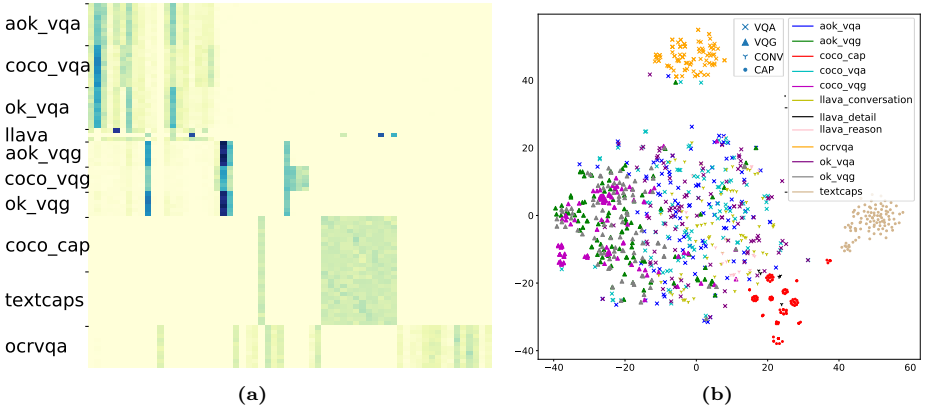 aok_vqa
coco_vqa
ok_vqa
llava
aok_vqg
coco_vqg
ok_vqg
coco_cap
textcaps
ocrvqa
(a)
40
20
0
−20
−40
−40
−20
0
20
40
60
VQA
VQG
CONV
CAP
aok_vqa
aok_vqg
coco_cap
coco_vqa
coco_vqg
llava_conversation
llava_detail
llava_reason
ocrvqa
ok_vqa
ok_vqg
textcaps
(b)